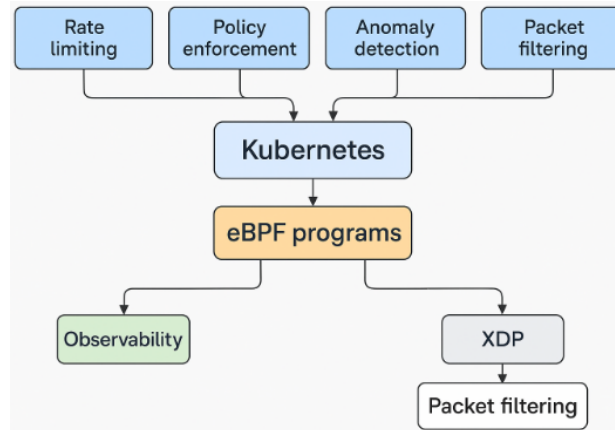 Rate
limiting
Policy
enforcement
Anomaly
detection
Packet
filtering
Kubernetes
eBPF programs
Observability
XDP
Packet filtering